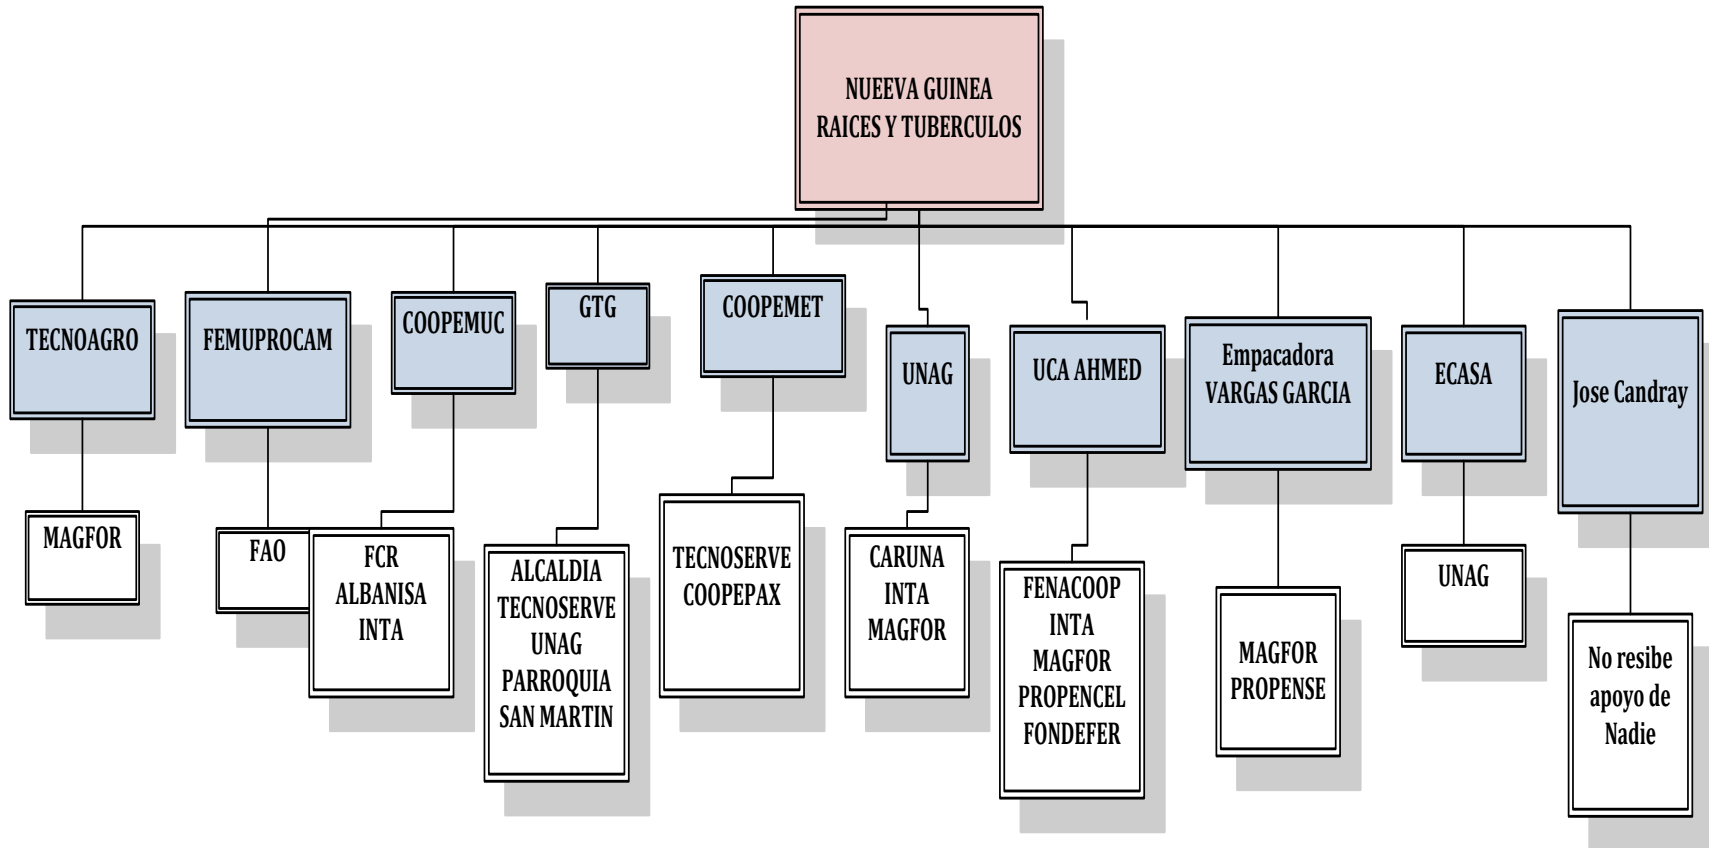 NUEEVA GUINEA
RAICES Y TUBERCULOS
TECNOAGRO
FEMUPROCAM
COOPEMUC
GTG
COOPEMET
UNAG
UCA AHMED
Empacadora
VARGAS GARCIA
ECASA
Jose Candray
MAGFOR
FAO
FCR
ALBANISA
INTA
ALCALDIA
TECNOSERVE
UNAG
PARROQUIA
SAN MARTIN
TECNOSERVE
COOPEPAX
CARUNA
INTA
MAGFOR
FENACOOP
INTA
MAGFOR
PROPENCEL
FONDEFER
MAGFOR
PROPENSE
UNAG
No resibe
apoyo de
Nadie